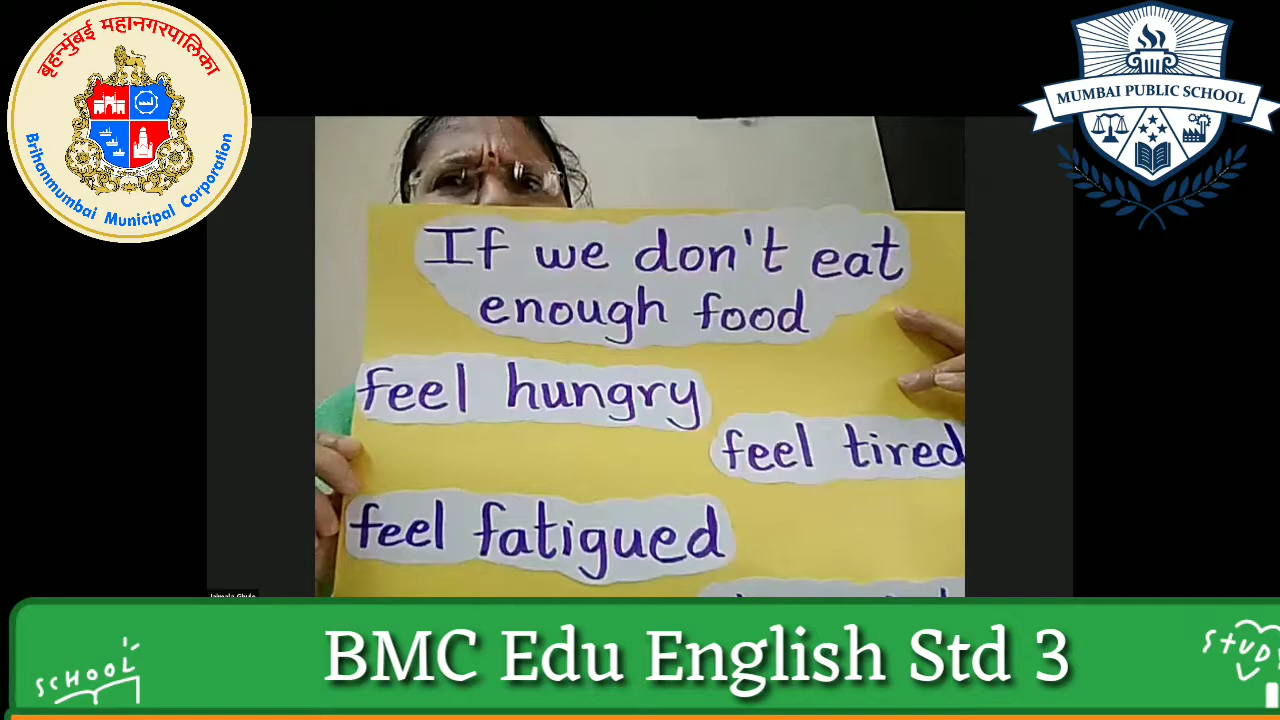 बृहन्मुंबई महानगरपालिका
Brihanmumbai Municipal Corporation
MUMBAI PUBLIC SCHOOL
If we don't eat
enough food
feel hungry
feel tired
feel fatigued
BMC Edu English Std 3
SCHOOL
STUDY